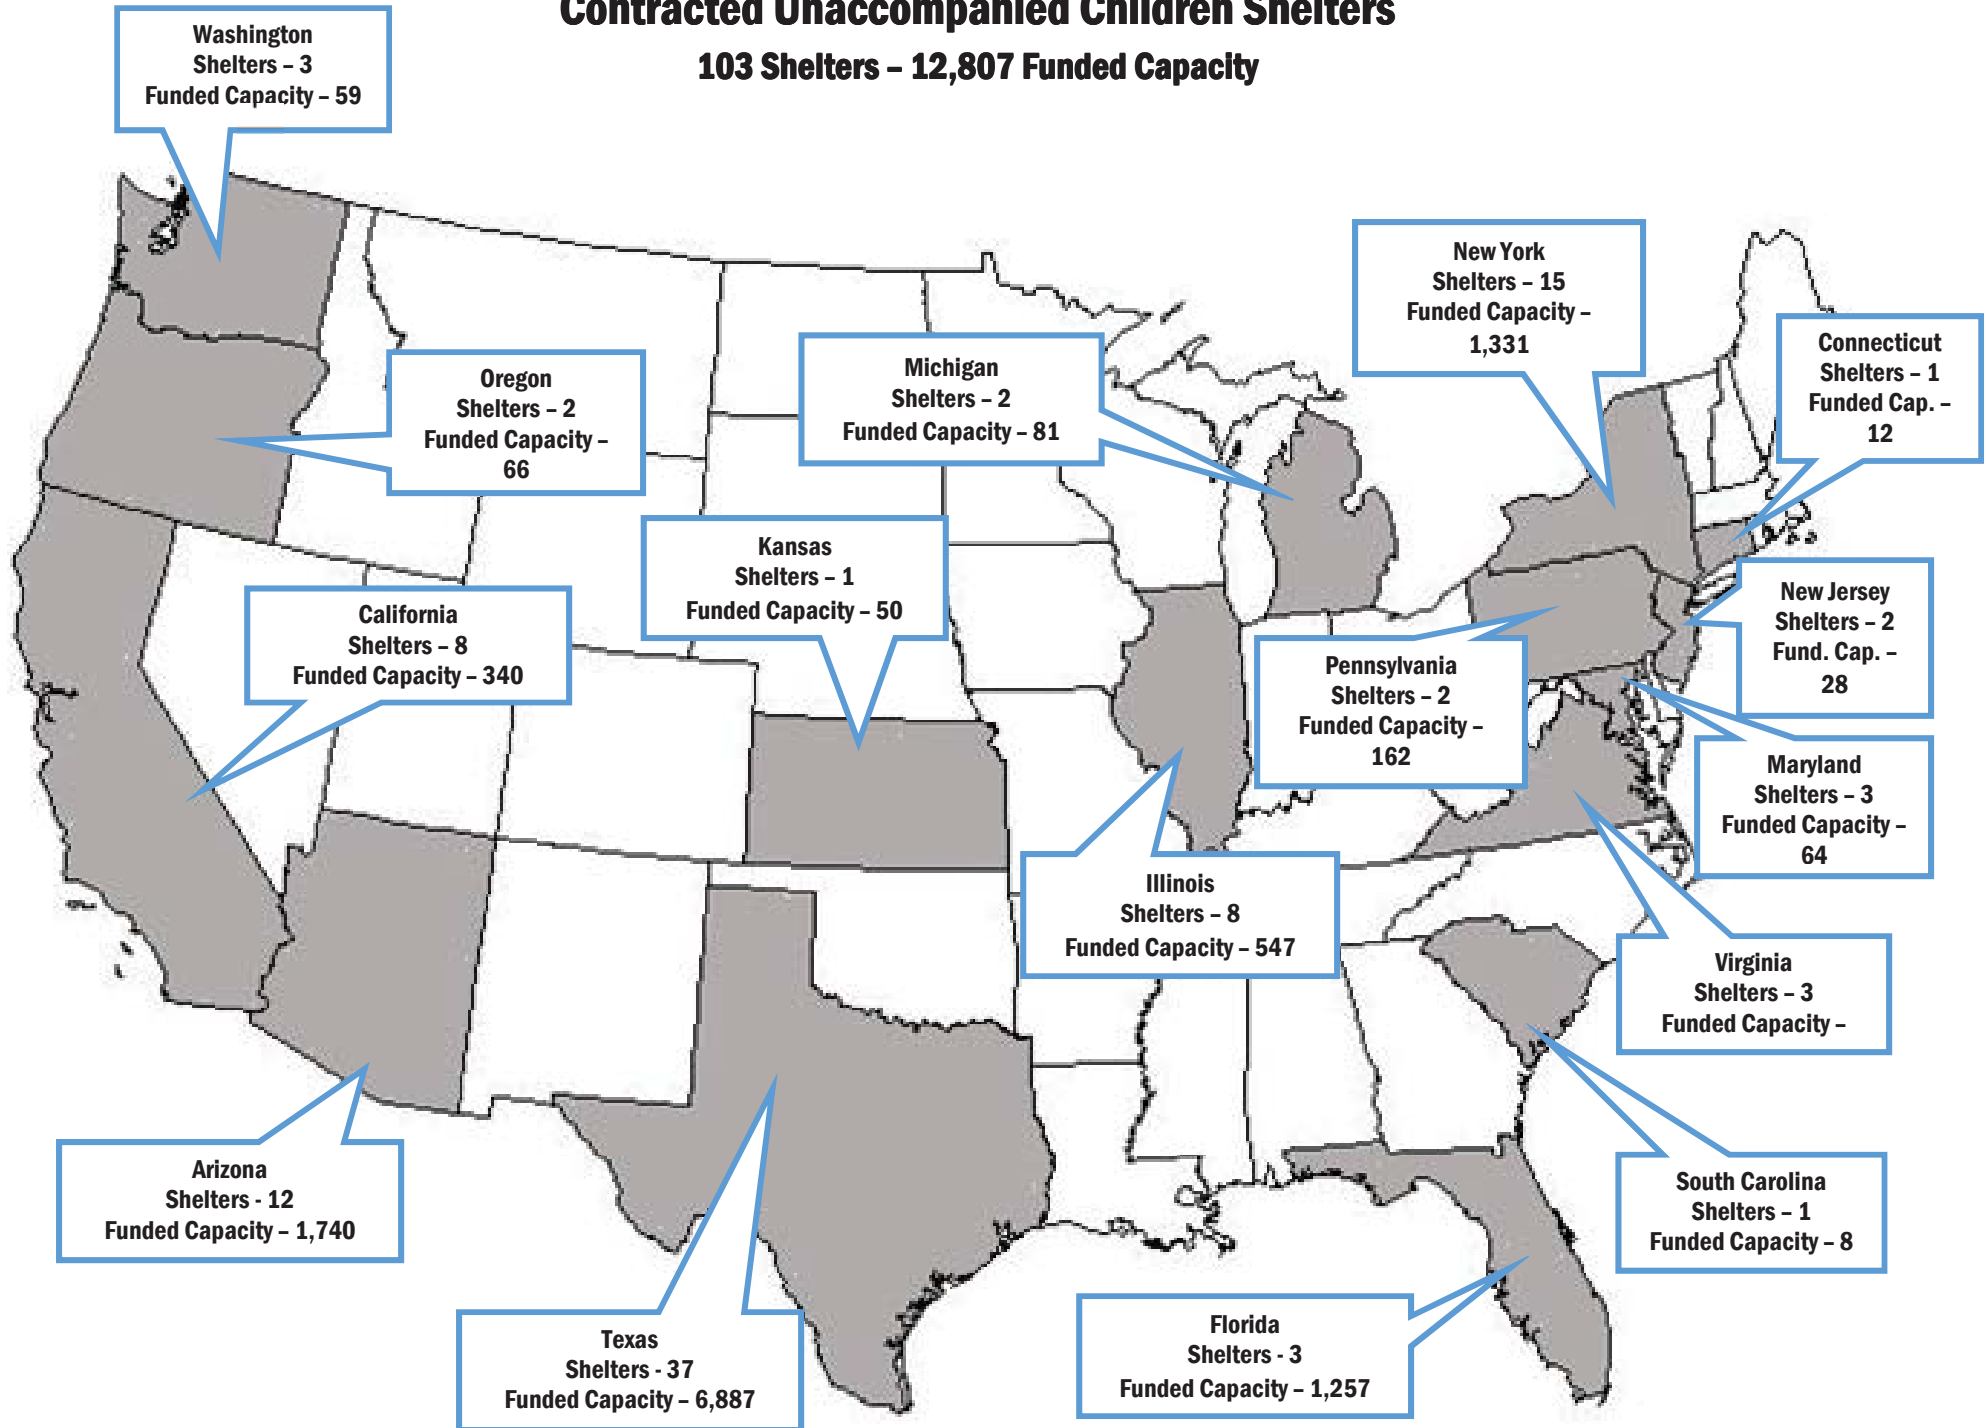 Contracted Unaccompanied Children Shelters
103 Shelters – 12,807 Funded Capacity
Washington
Shelters – 3
Funded Capacity – 59
New York
Shelters – 15
Funded Capacity –
1,331
Connecticut
Shelters – 1
Funded Cap. –
12
Oregon
Shelters – 2
Funded Capacity –
66
Michigan
Shelters – 2
Funded Capacity – 81
Kansas
Shelters – 1
Funded Capacity – 50
California
Shelters – 8
Funded Capacity – 340
New Jersey
Shelters – 2
Fund. Cap. –
28
Pennsylvania
Shelters – 2
Funded Capacity –
162
Maryland
Shelters – 3
Funded Capacity –
64
Illinois
Shelters – 8
Funded Capacity – 547
Virginia
Shelters – 3
Funded Capacity –
Arizona
Shelters - 12
Funded Capacity – 1,740
South Carolina
Shelters – 1
Funded Capacity – 8
Texas
Shelters - 37
Funded Capacity – 6,887
Florida
Shelters - 3
Funded Capacity – 1,257